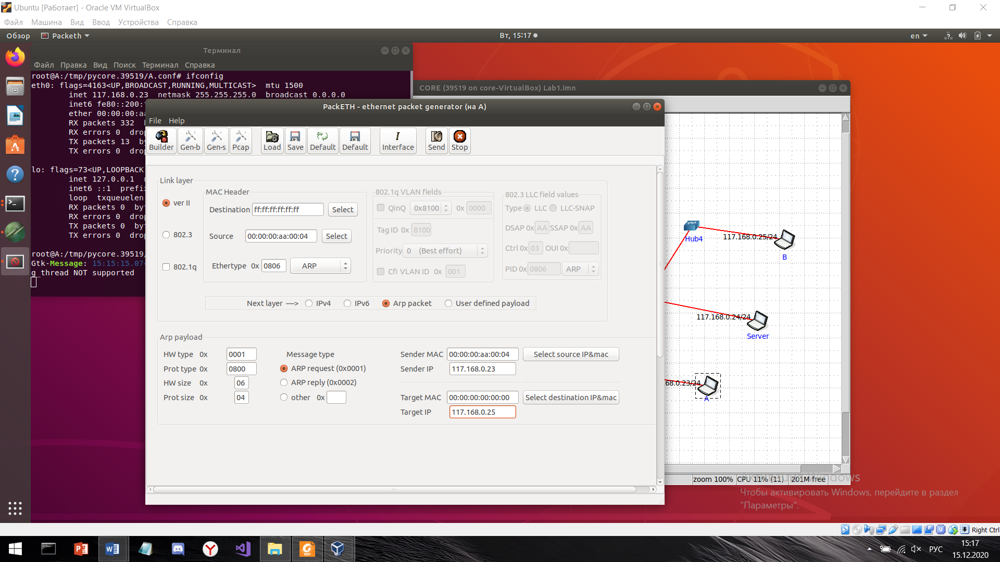 Ubuntu [Работает] - Oracle VM VirtualBox
Файл Машина Вид Ввод Устройства Справка
Обзор Packeth Вт, 15:17 en
Терминал
Файл Правка Вид Поиск Терминал Справка
root@A:/tmp/pycore.39519/A.conf# ifconfig
eth0: flags=4163<UP,BROADCAST,RUNNING,MULTICAST> mtu 1500
inet 117.168.0.23 netmask 255.255.255.0 broadcast 0.0.0.0
inet6 fe80::200:
ether 00:00:00:aa
RX packets 332
RX errors 0 drop
TX packets 13 by
TX errors 0 drop
lo: flags=73<UP,LOOPBACK
inet 127.0.0.1
inet6 ::1 prefi
loop txqueuelen
RX packets 0 by
RX errors 0 drop
TX packets 0 by
TX errors 0 drop
root@A:/tmp/pycore.39519/
Gtk-Message: 15:15:15.074
g_thread NOT supported
CORE (39519 on core-VirtualBox) Lab1.imn
PackETH - ethernet packet generator (на A)
File Help
Builder Gen-b Gen-s Pcap Load Save Default Default Interface Send Stop
Link layer
MAC Header
802.1q VLAN fields
802.3 LLC field values
ver II
Destination ff:ff:ff:ff:ff:ff Select
QinQ 0x8100 0x 0000
Type LLC LLC-SNAP
Tag ID 0x 8100
DSAP 0x AA SSAP 0x AA
802.3
Source 00:00:00:aa:00:04 Select
Priority 0 (Best effort)
Ctrl 0x 03 OUI 0x
802.1q
Ethertype 0x 0806 ARP
Cfi VLAN ID 0x 001
PID 0x 0806 ARP
Next layer ----> IPv4 IPv6 Arp packet User defined payload
Arp payload
HW type 0x 0001
Message type
Sender MAC 00:00:00:aa:00:04 Select source IP&mac
Prot type 0x 0800
ARP request (0x0001)
Sender IP 117.168.0.23
HW size 0x 06
ARP reply (0x0002)
Prot size 0x 04
other 0x
Target MAC 00:00:00:00:00:00 Select destination IP&mac
Target IP 117.168.0.25
Hub4
117.168.0.25/24
B
117.168.0.24/24
Server
68.0.23/24
A
zoom 100% CPU 11% (11) 201M free
Активация Windows
Чтобы активировать Windows, перейдите в раздел
"Параметры".
Right Ctrl
РУС
15:17
15.12.2020